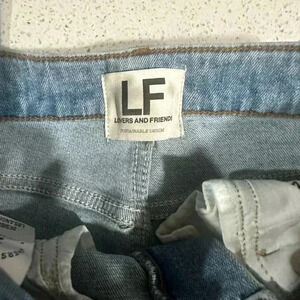 LF
LOVERS AND FRIENDS
SUSTAINABLE DENIM